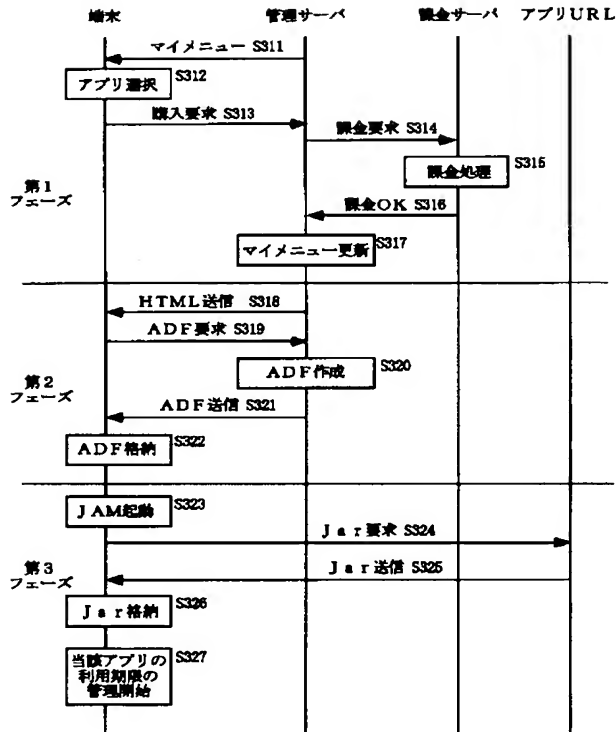 端末 管理サーバ 課金サーバ アプリURL
マイメニュー S311
アプリ選択 S312
購入要求 S313
課金要求 S314
課金処理 S315
第1
フェーズ
課金OK S316
マイメニュー更新 S317
HTML送信 S318
ADF要求 S319
ADF作成 S320
第2
フェーズ
ADF送信 S321
ADF格納 S322
JAM起動 S323
Jar要求 S324
Jar送信 S325
第3
フェーズ
Jar格納 S326
当該アプリの S327
利用期限の
管理開始